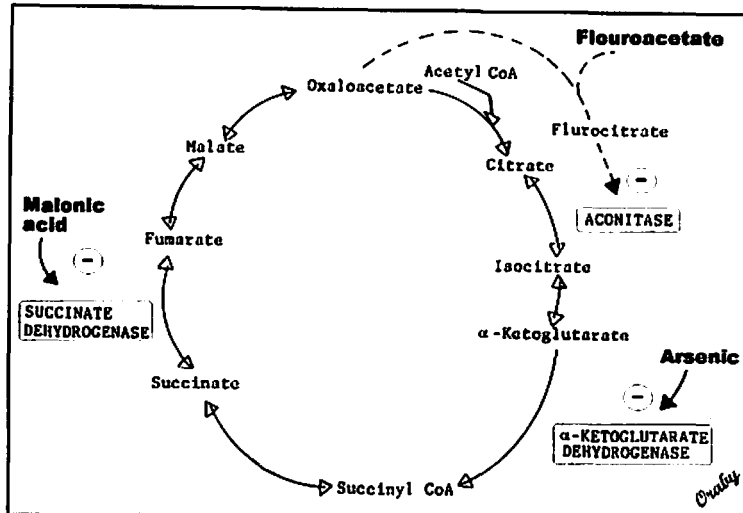 Flouroacetate
Acetyl CoA
Oxaloacetate
Flurocitrate
Malate
Citrate
Malonic
acid
ACONITASE
Fumarate
Isocitrate
SUCCINATE
DEHYDROGENASE
α-Ketoglutarate
Arsenic
Succinate
α-KETOGLUTARATE
DEHYDROGENASE
Succinyl CoA
Oraby